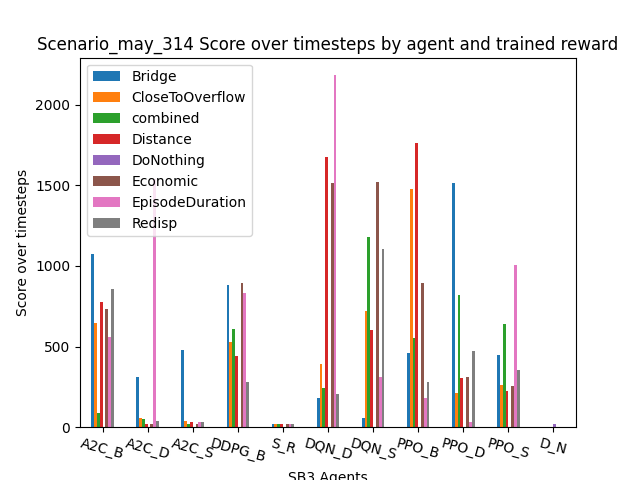 Scenario_may_314 Score over timesteps by agent and trained reward
Bridge
CloseToOverflow
combined
Distance
DoNothing
Economic
EpisodeDuration
Redisp
Score over timesteps
2000
1500
1000
500
0
A2C_B
A2C_D
A2C_S
DDPG_B
S_R
DQN_D
DQN_S
PPO_B
PPO_D
PPO_S
D_N
SB3 Agents